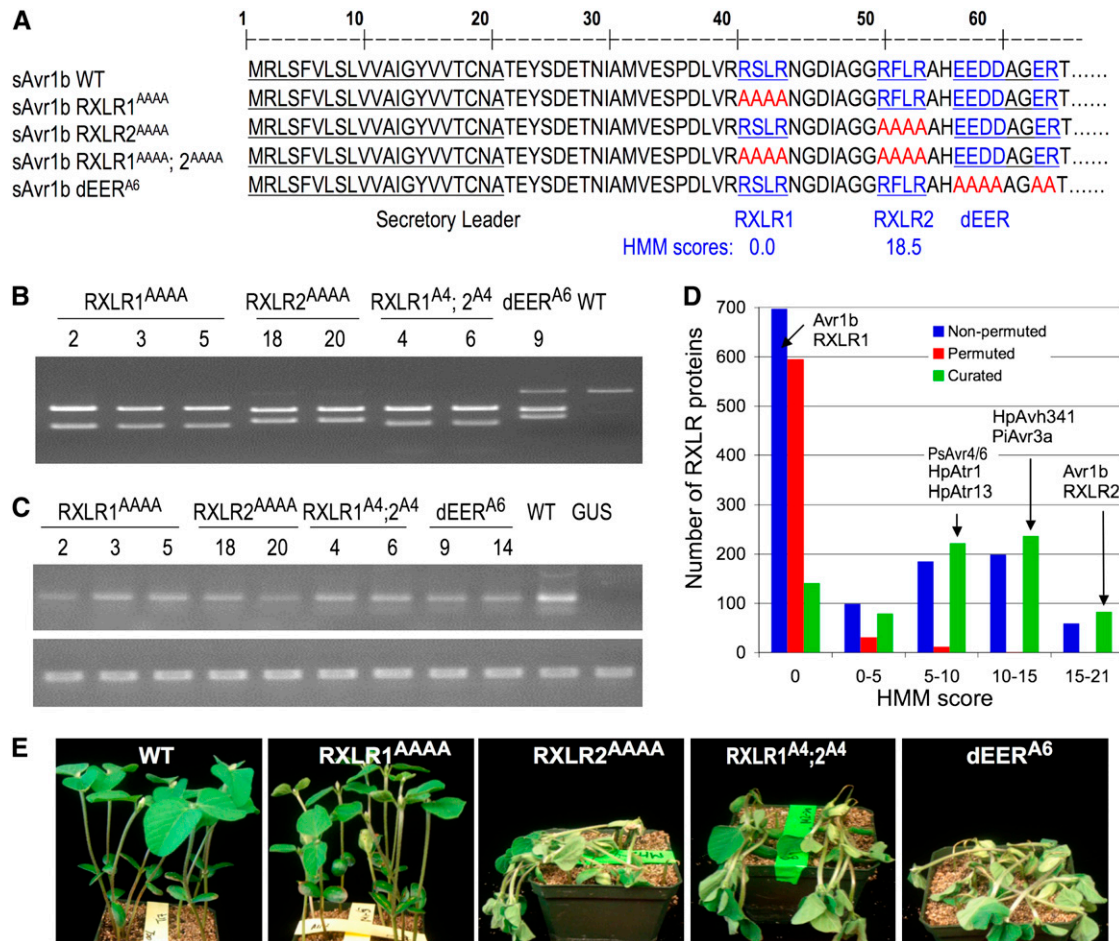 A
1 10 20 30 40 50 60
sAvr1b WT MRLSFVLSLVVAIGYVVTCNATEYSDETNIAMVESPDLVRRSLRNGDIAGGRFLRAHEEDDAGERT......
sAvr1b RXLR1AAAA MRLSFVLSLVVAIGYVVTCNATEYSDETNIAMVESPDLVRAAAANGDIAGGRFLRAHEEDDAGERT......
sAvr1b RXLR2AAAA MRLSFVLSLVVAIGYVVTCNATEYSDETNIAMVESPDLVRRSLRNGDIAGGAAAAAHEEDDAGERT......
sAvr1b RXLR1AAAA; 2AAAA MRLSFVLSLVVAIGYVVTCNATEYSDETNIAMVESPDLVRAAAANGDIAGGAAAAAHEEDDAGERT......
sAvr1b dEERA6 MRLSFVLSLVVAIGYVVTCNATEYSDETNIAMVESPDLVRRSLRNGDIAGGRFLRAHAAAAAGAAT......
Secretory Leader RXLR1 RXLR2 dEER
HMM scores: 0.0 18.5
B
RXLR1AAAA RXLR2AAAA RXLR1A4; 2A4 dEERA6 WT
2 3 5 18 20 4 6 9
C
RXLR1AAAA RXLR2AAAA RXLR1A4;2A4 dEERA6 WT GUS
2 3 5 18 20 4 6 9 14
D
Number of RXLR proteins
700
600
500
400
300
200
100
0
Avr1b
RXLR1
Non-permuted
Permuted
Curated
PsAvr4/6
HpAtr1
HpAtr13
HpAvh341
PiAvr3a
Avr1b
RXLR2
0 0-5 5-10 10-15 15-21
HMM score
E
WT RXLR1AAAA RXLR2AAAA RXLR1A4;2A4 dEERA6